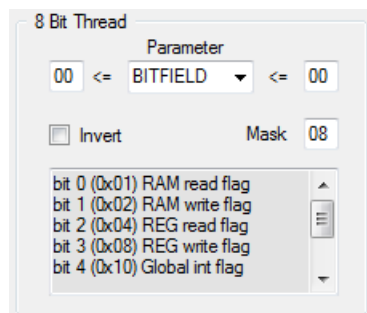 8 Bit Thread
Parameter
00 <= BITFIELD <= 00
Invert Mask 08
bit 0 (0x01) RAM read flag
bit 1 (0x02) RAM write flag
bit 2 (0x04) REG read flag
bit 3 (0x08) REG write flag
bit 4 (0x10) Global int flag